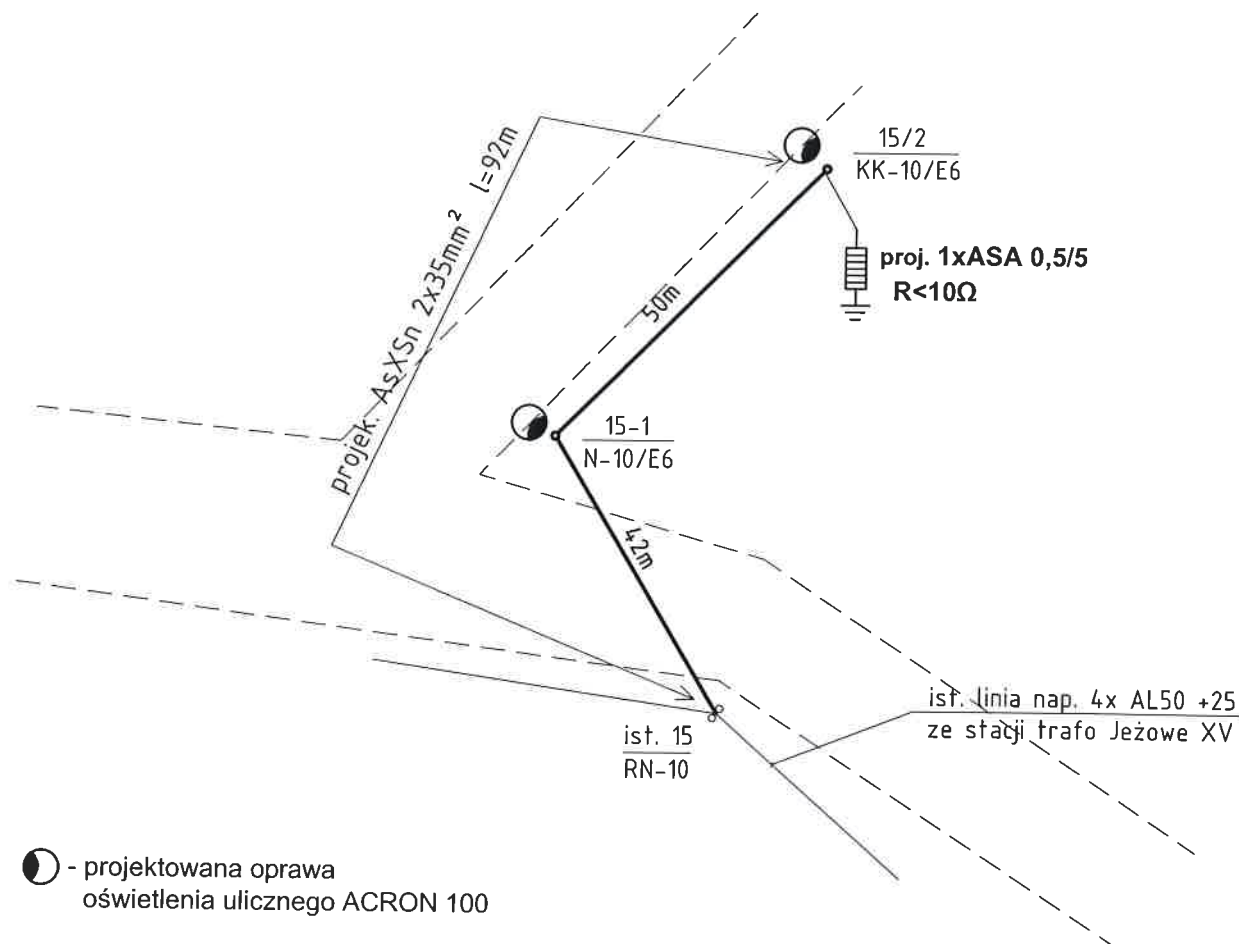 projek. AsXSn 2x35mm² l=92m
15/2
KK-10/E6
proj. 1xASA 0,5/5
R<10Ω
50m
15-1
N-10/E6
42m
ist. linia nap. 4x AL50 +25
ze stacji trafo Jeżowe XV
ist. 15
RN-10
- projektowana oprawa
oświetlenia ulicznego ACRON 100